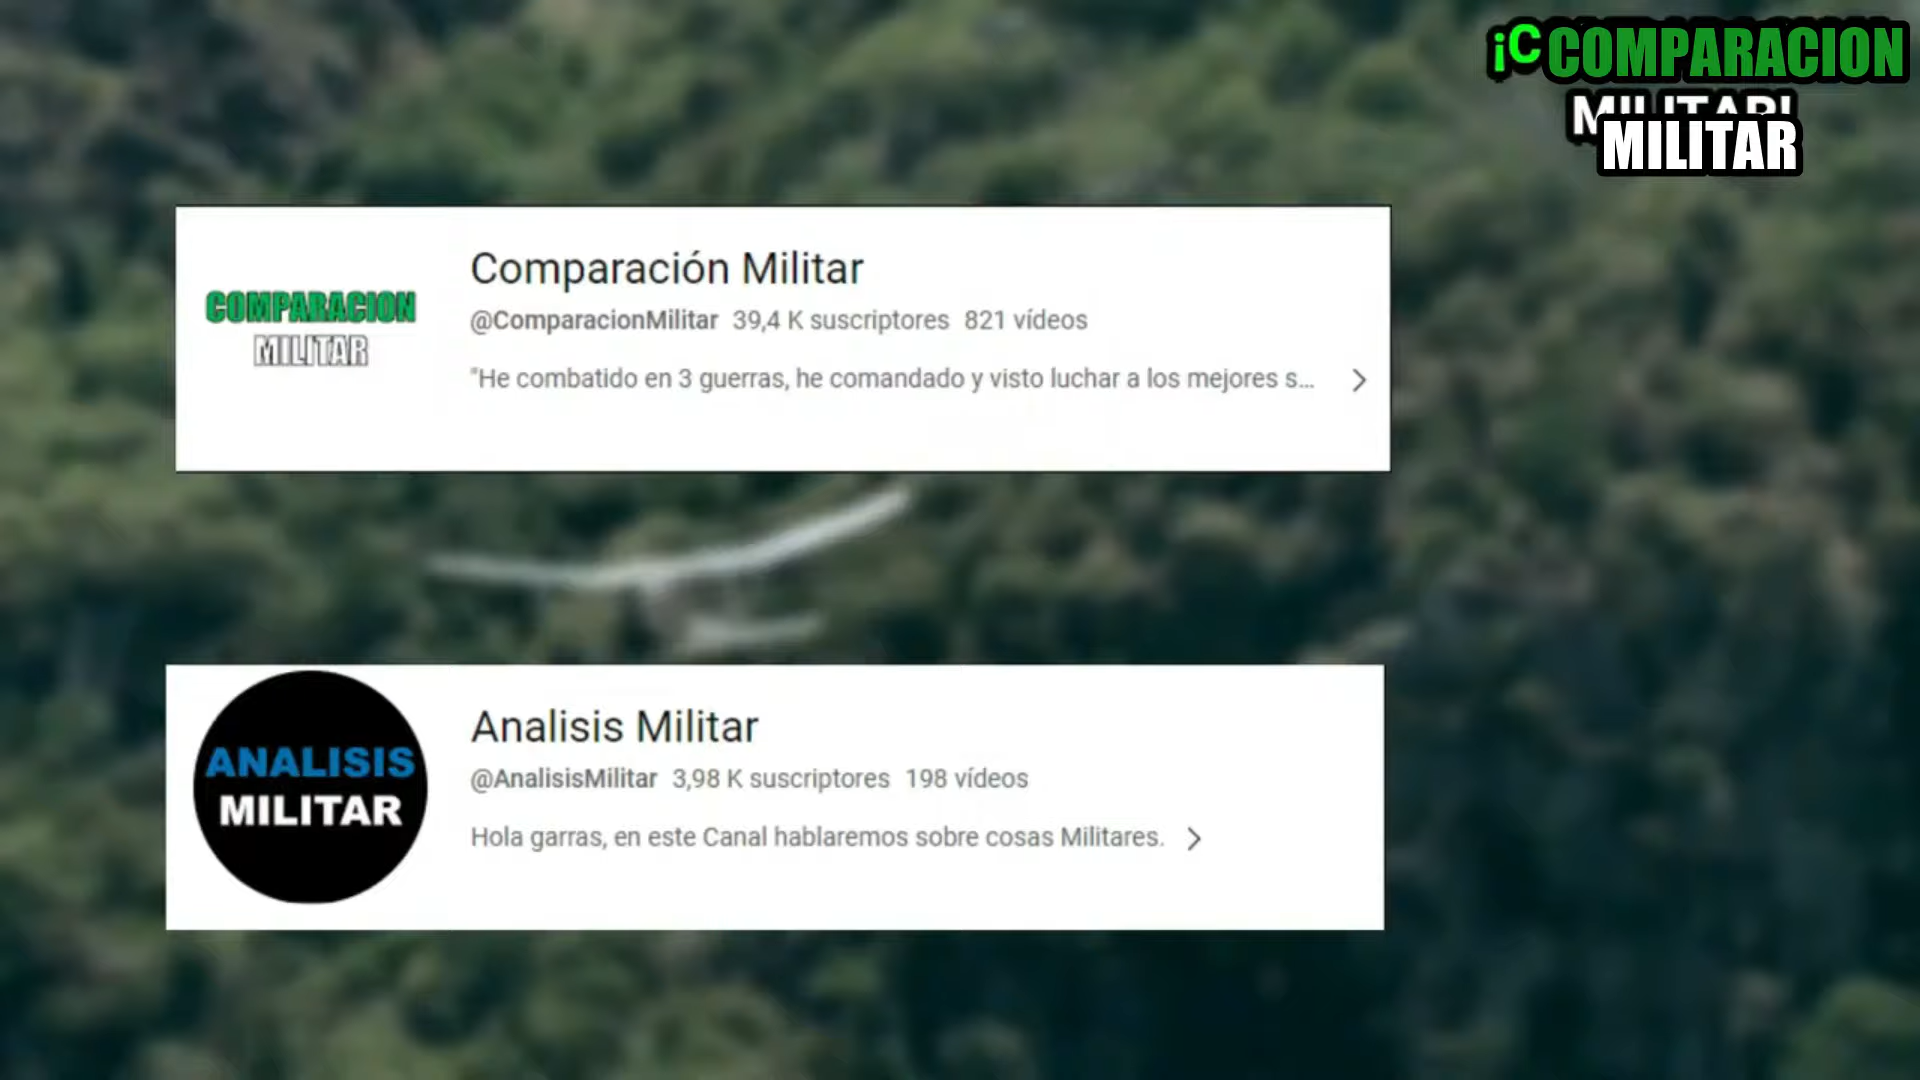 ¡C COMPARACION
MILITAR!
MILITAR
COMPARACION
MILITAR
Comparación Militar
@ComparacionMilitar 39,4 K suscriptores 821 vídeos
"He combatido en 3 guerras, he comandado y visto luchar a los mejores s...
ANALISIS
MILITAR
Analisis Militar
@AnalisisMilitar 3,98 K suscriptores 198 vídeos
Hola garras, en este Canal hablaremos sobre cosas Militares.